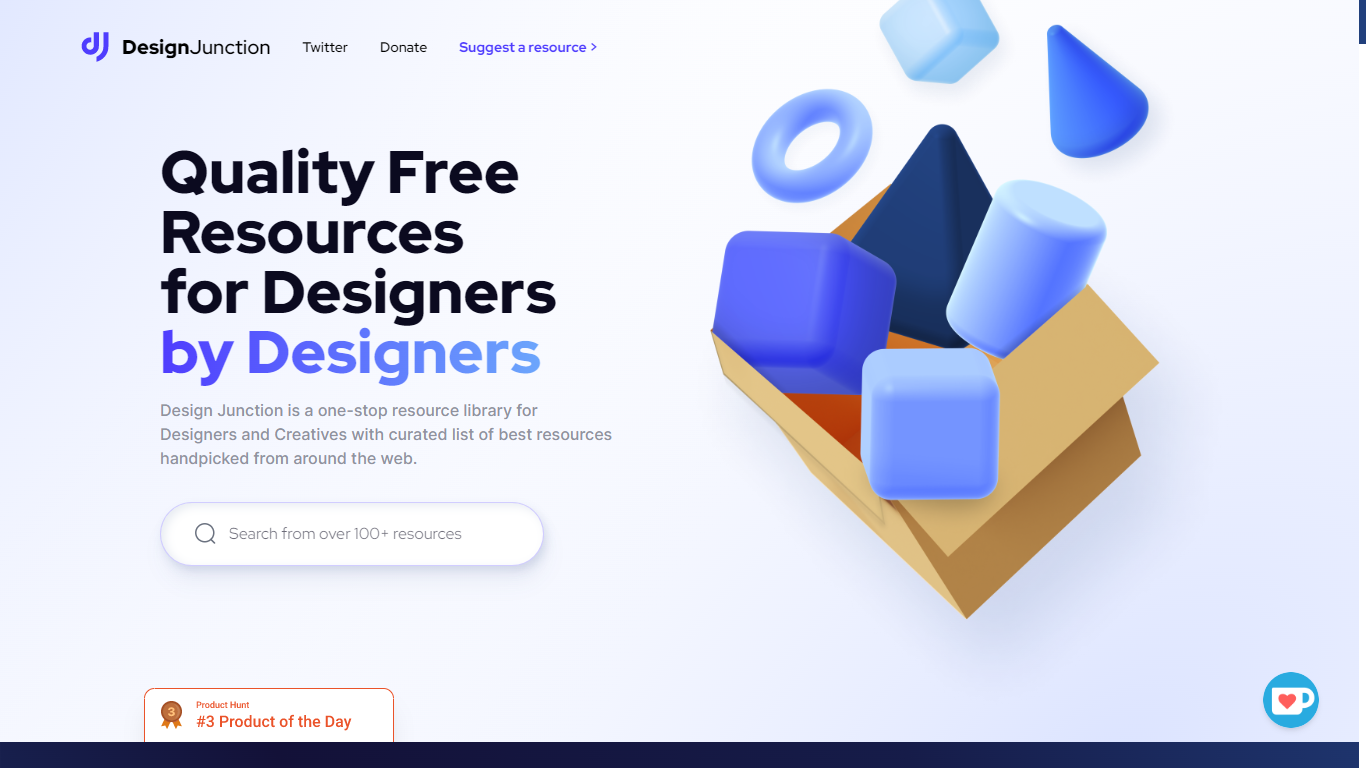 DesignJunction
Twitter
Donate
Suggest a resource >
Quality Free
Resources
for Designers
by Designers
Design Junction is a one-stop resource library for
Designers and Creatives with curated list of best resources
handpicked from around the web.
Search from over 100+ resources
3
Product Hunt
#3 Product of the Day